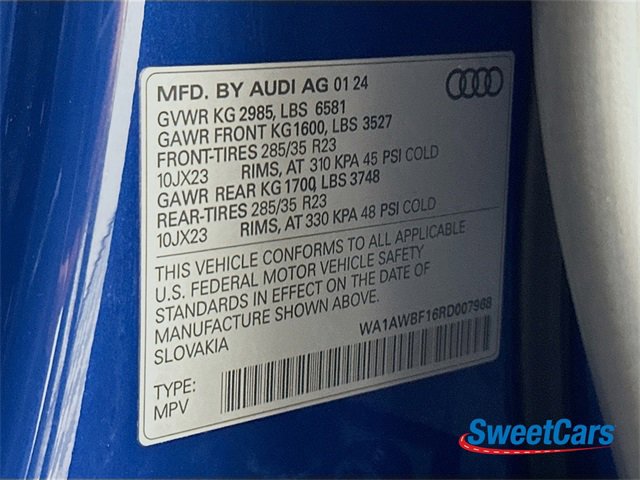 MFD. BY AUDI AG 01 24
GVWR KG 2985, LBS 6581
GAWR FRONT KG1600, LBS 3527
FRONT-TIRES 285/35 R23
10JX23 RIMS, AT 310 KPA 45 PSI COLD
GAWR REAR KG1700, LBS 3748
REAR-TIRES 285/35 R23
10JX23 RIMS, AT 330 KPA 48 PSI COLD
THIS VEHICLE CONFORMS TO ALL APPLICABLE
U.S. FEDERAL MOTOR VEHICLE SAFETY
STANDARDS IN EFFECT ON THE DATE OF
MANUFACTURE SHOWN ABOVE.
SLOVAKIA WA1AWBF16RD007968
TYPE:
MPV
SweetCars